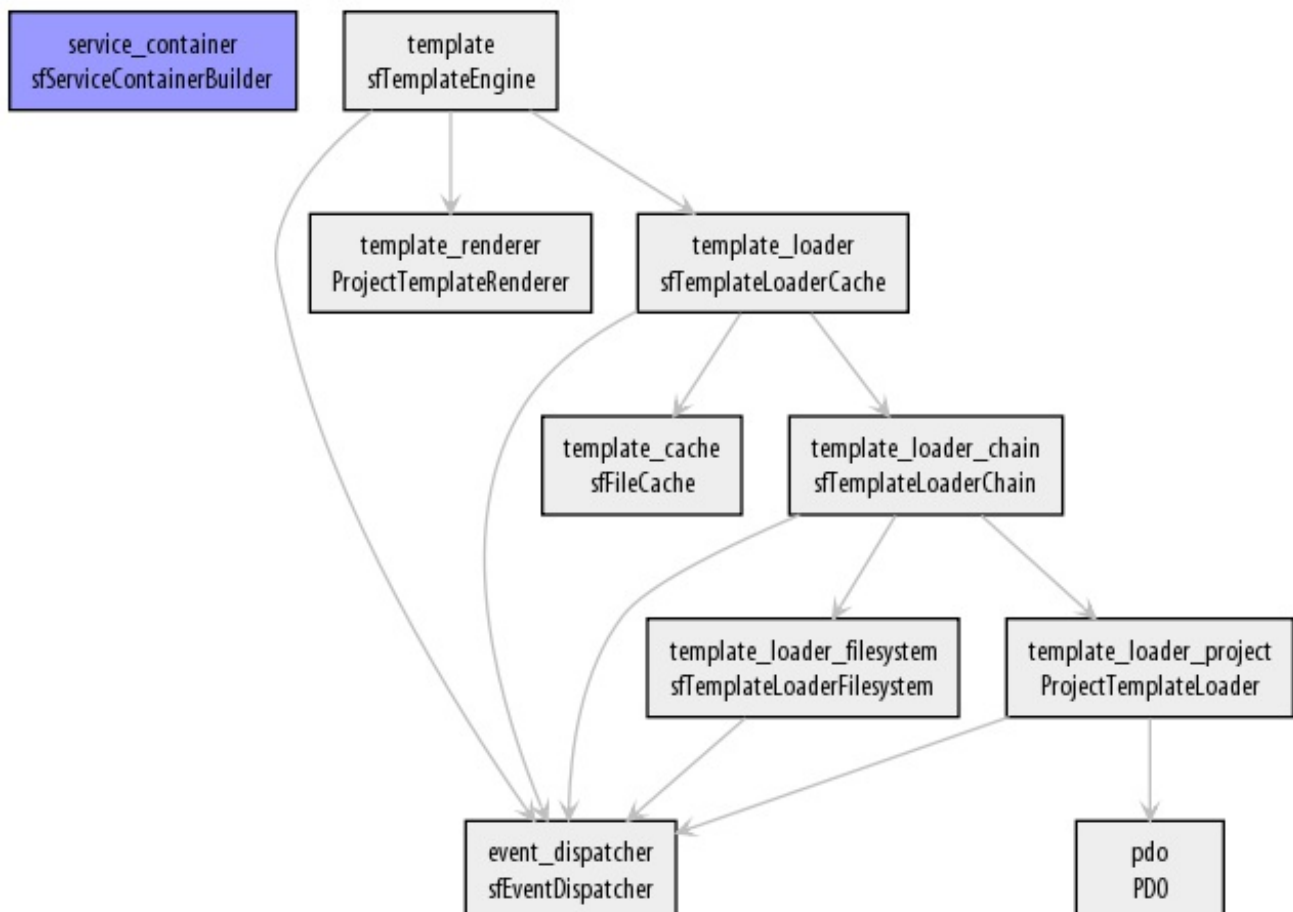 service_container
sfServiceContainerBuilder
template
sfTemplateEngine
template_renderer
ProjectTemplateRenderer
template_loader
sfTemplateLoaderCache
template_cache
sfFileCache
template_loader_chain
sfTemplateLoaderChain
template_loader_filesystem
sfTemplateLoaderFilesystem
template_loader_project
ProjectTemplateLoader
event_dispatcher
sfEventDispatcher
pdo
PDO